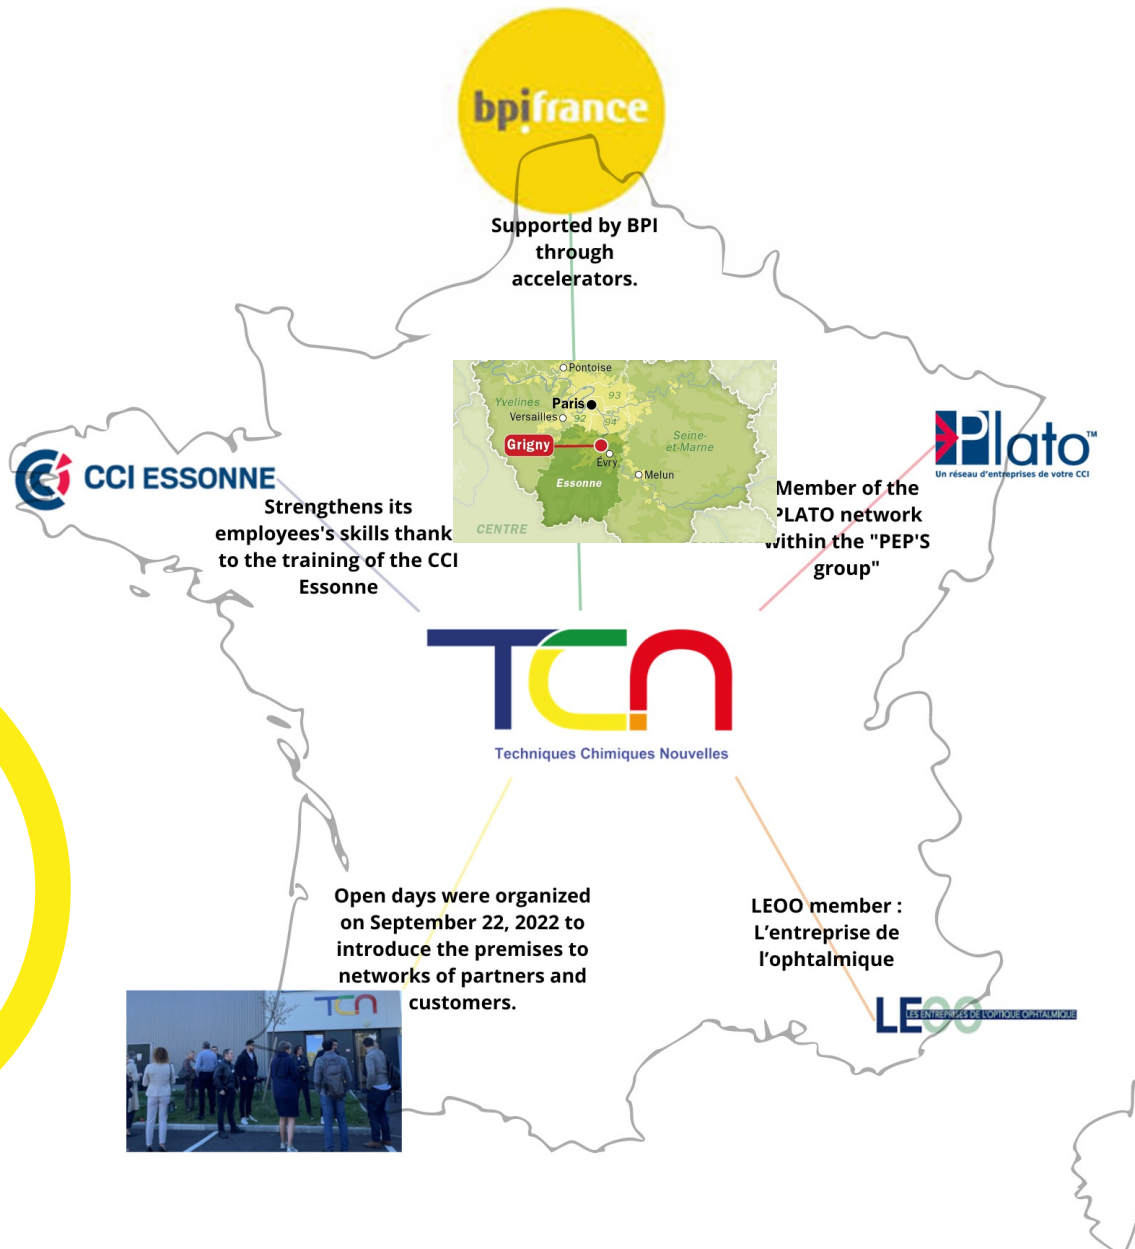 bpifrance
Supported by BPI
through
accelerators.
Pontoise
Yvelines
Paris
93
Versailles
92
94
Grigny
Seine-
et-Marne
Evry
Melun
Essonne
CENTRE
Plato™
Un réseau d'entreprises de votre CCI
Member of the
PLATO network
within the "PEP'S
group"
CCI ESSONNE
Strengthens its
employees's skills thank
to the training of the CCI
Essonne
TCN
Techniques Chimiques Nouvelles
Open days were organized
on September 22, 2022 to
introduce the premises to
networks of partners and
customers.
TCN
LEOO member :
L’entreprise de
l’ophtalmique
LEOO
LES ENTREPRISES DE L'OPTIQUE OPHTALMIQUE